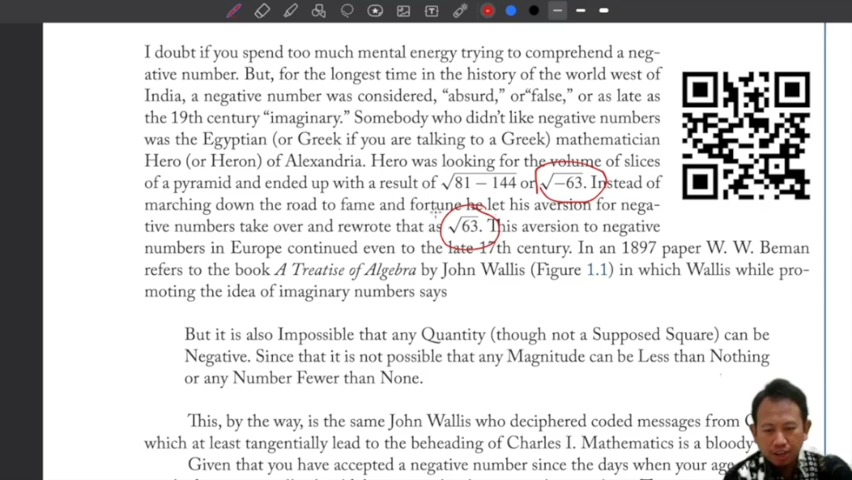 I doubt if you spend too much mental energy trying to comprehend a neg-
ative number. But, for the longest time in the history of the world west of
India, a negative number was considered, “absurd,” or“false,” or as late as
the 19th century “imaginary.” Somebody who didn’t like negative numbers
was the Egyptian (or Greek if you are talking to a Greek) mathematician
Hero (or Heron) of Alexandria. Hero was looking for the volume of slices
of a pyramid and ended up with a result of √81 − 144 or √−63. Instead of
marching down the road to fame and fortune he let his aversion for nega-
tive numbers take over and rewrote that as √63. This aversion to negative
numbers in Europe continued even to the late 17th century. In an 1897 paper W. W. Beman
refers to the book A Treatise of Algebra by John Wallis (Figure 1.1) in which Wallis while pro-
moting the idea of imaginary numbers says
But it is also Impossible that any Quantity (though not a Supposed Square) can be
Negative. Since that it is not possible that any Magnitude can be Less than Nothing
or any Number Fewer than None.
This, by the way, is the same John Wallis who deciphered coded messages from
which at least tangentially lead to the beheading of Charles I. Mathematics is a bloody
Given that you have accepted a negative number since the days when your age